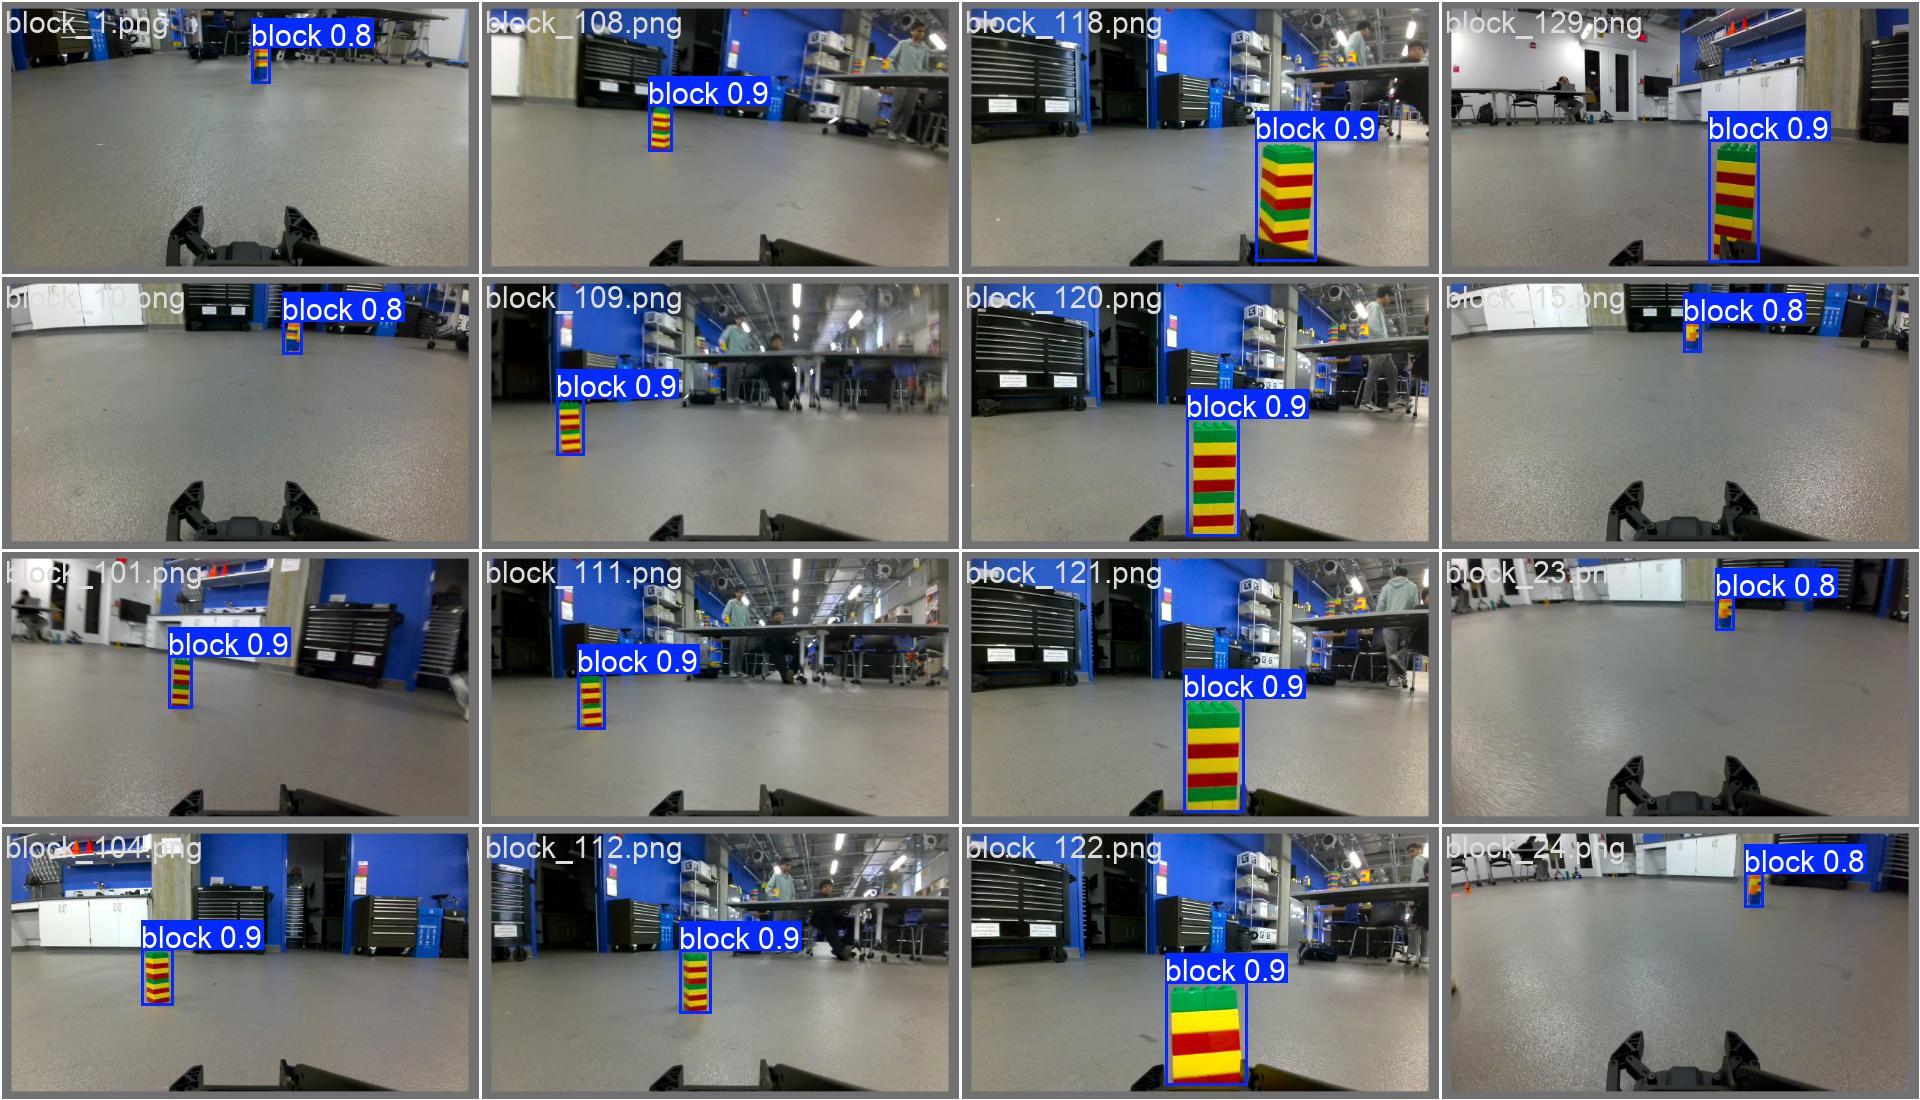 block_1.png
block 0.8
block_108.png
block 0.9
block_118.png
block 0.9
block_129.png
block 0.9
block_10.png
block 0.8
block_109.png
block 0.9
block_120.png
block 0.9
block_15.png
block 0.8
block_101.png
block 0.9
block_111.png
block 0.9
block_121.png
block 0.9
block_23.pn
block 0.8
block_104.png
block 0.9
block_112.png
block 0.9
block_122.png
block 0.9
block_24.png
block 0.8